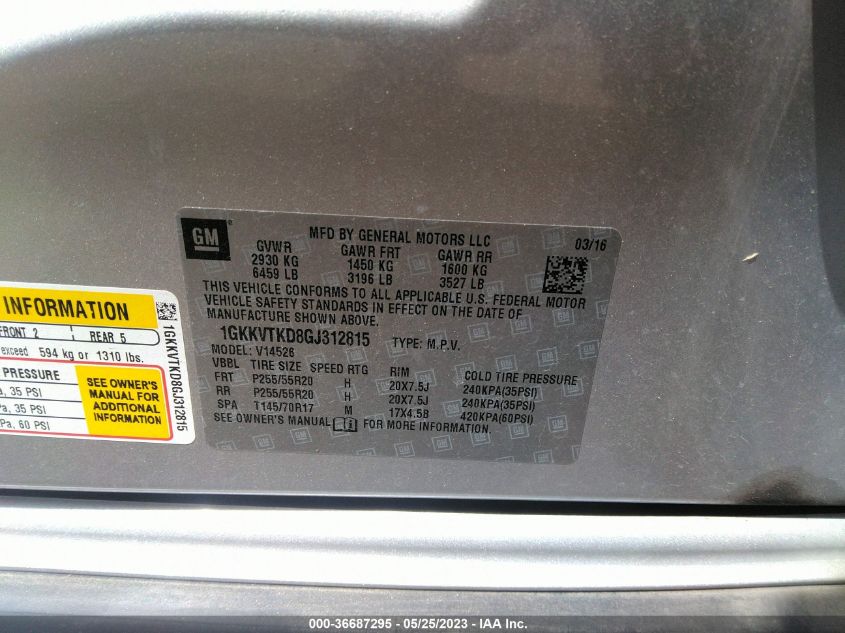 GM
MFD BY GENERAL MOTORS LLC
03/16
GVWR GAWR FRT GAWR RR
2930 KG 1450 KG 1600 KG
6459 LB 3196 LB 3527 LB
THIS VEHICLE CONFORMS TO ALL APPLICABLE U.S. FEDERAL MOTOR
VEHICLE SAFETY STANDARDS IN EFFECT ON THE DATE OF
MANUFACTURE SHOWN ABOVE.
1GKKVTKD8GJ312815 TYPE: M.P.V.
MODEL: V14526
VBBL TIRE SIZE SPEED RTG RIM COLD TIRE PRESSURE
FRT P255/55R20 H 20X7.5J 240KPA(35PSI)
RR P255/55R20 H 20X7.5J 240KPA(35PSI)
SPA T145/70R17 M 17X4.5B 420KPA(60PSI)
SEE OWNER'S MANUAL FOR MORE INFORMATION.
INFORMATION
FRONT 2 REAR 5
exceed 594 kg or 1310 lbs.
PRESSURE
, 35 PSI
a, 35 PSI
Pa, 60 PSI
SEE OWNER'S
MANUAL FOR
ADDITIONAL
INFORMATION
1GKKVTKD8GJ312815
000-36687295 - 05/25/2023 - IAA Inc.